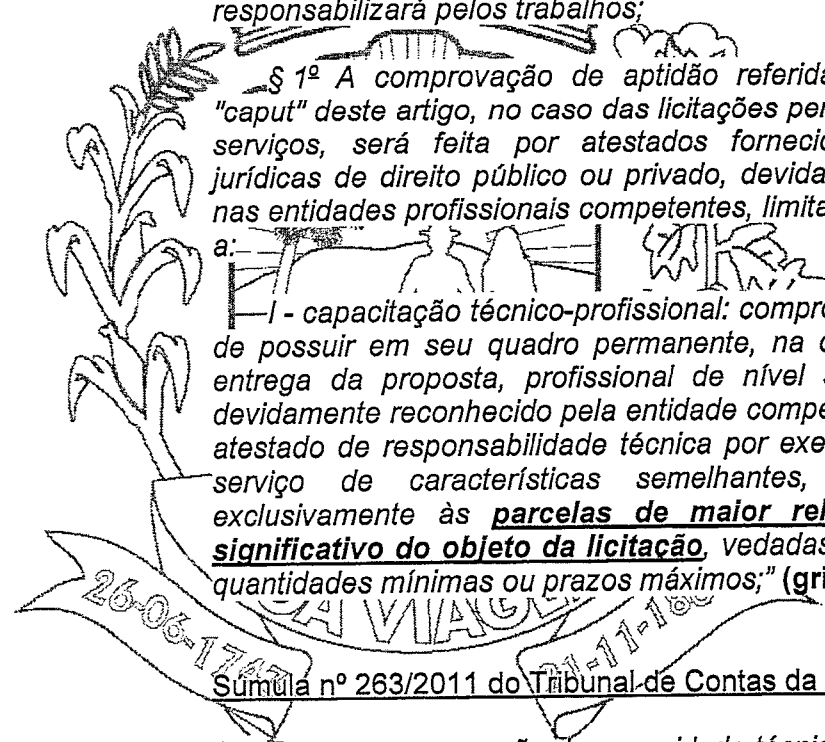 responsabilizará pelos trabalhos;
§ 1º A comprovação de aptidão referida
"caput" deste artigo, no caso das licitações per
serviços, será feita por atestados fornecid
jurídicas de direito público ou privado, devida
nas entidades profissionais competentes, limita
a:
I - capacitação técnico-profissional: compro
de possuir em seu quadro permanente, na d
entrega da proposta, profissional de nível s
devidamente reconhecido pela entidade compe
atestado de responsabilidade técnica por exe
serviço de características semelhantes,
exclusivamente às parcelas de maior rel
significativo do objeto da licitação, vedadas
quantidades mínimas ou prazos máximos;" (gri
26-06-1747
OA VIAGE
21-11-186
Súmula nº 263/2011 do Tribunal de Contas da